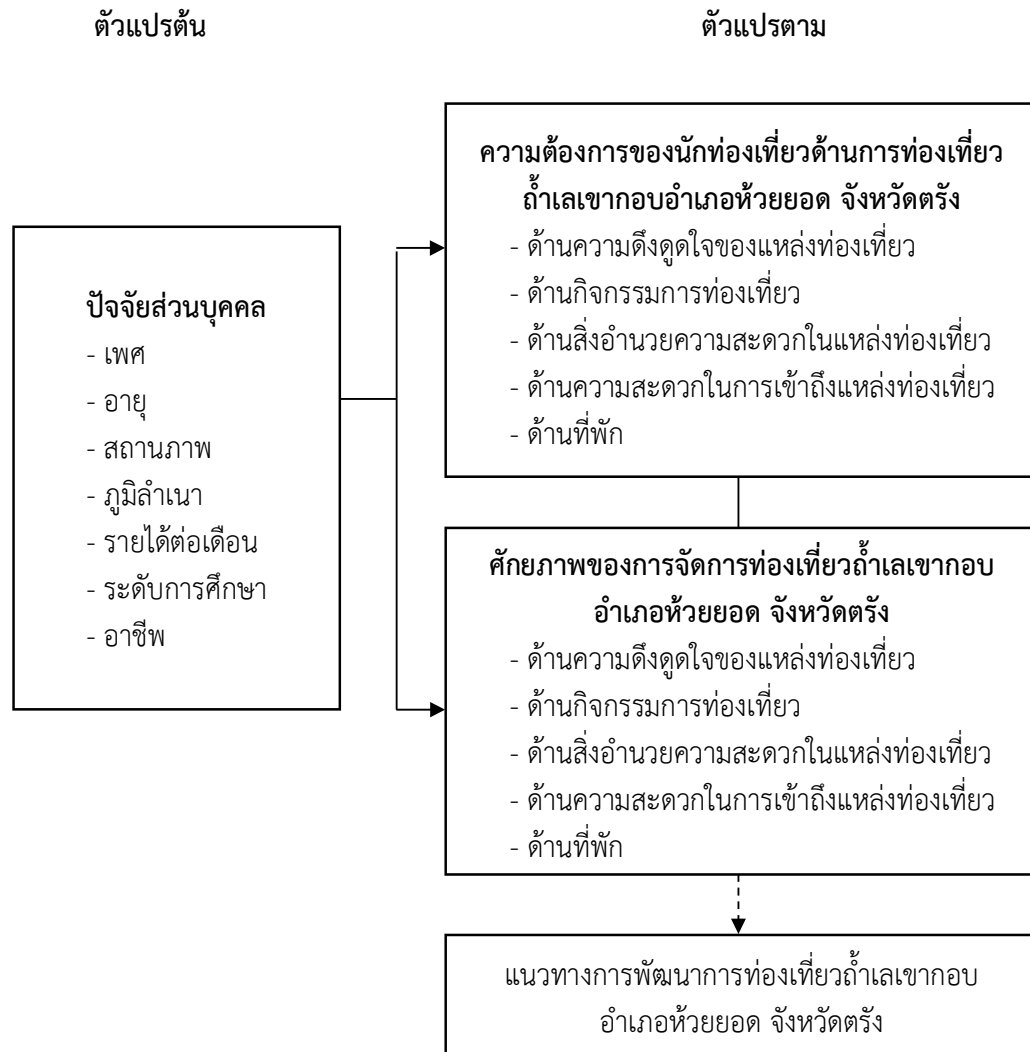 ตัวแปรต้น
ตัวแปรตาม
ปัจจัยส่วนบุคคล
- เพศ
- อายุ
- สถานภาพ
- ภูมิลำเนา
- รายได้ต่อเดือน
- ระดับการศึกษา
- อาชีพ
ความต้องการของนักท่องเที่ยวด้านการท่องเที่ยว
ถ้ำเลเขากอบอำเภอห้วยยอด จังหวัดตรัง
- ด้านความดึงดูดใจของแหล่งท่องเที่ยว
- ด้านกิจกรรมการท่องเที่ยว
- ด้านสิ่งอำนวยความสะดวกในแหล่งท่องเที่ยว
- ด้านความสะดวกในการเข้าถึงแหล่งท่องเที่ยว
- ด้านที่พัก
ศักยภาพของการจัดการท่องเที่ยวถ้ำเลเขากอบ
อำเภอห้วยยอด จังหวัดตรัง
- ด้านความดึงดูดใจของแหล่งท่องเที่ยว
- ด้านกิจกรรมการท่องเที่ยว
- ด้านสิ่งอำนวยความสะดวกในแหล่งท่องเที่ยว
- ด้านความสะดวกในการเข้าถึงแหล่งท่องเที่ยว
- ด้านที่พัก
แนวทางการพัฒนาการท่องเที่ยวถ้ำเลเขากอบ
อำเภอห้วยยอด จังหวัดตรัง